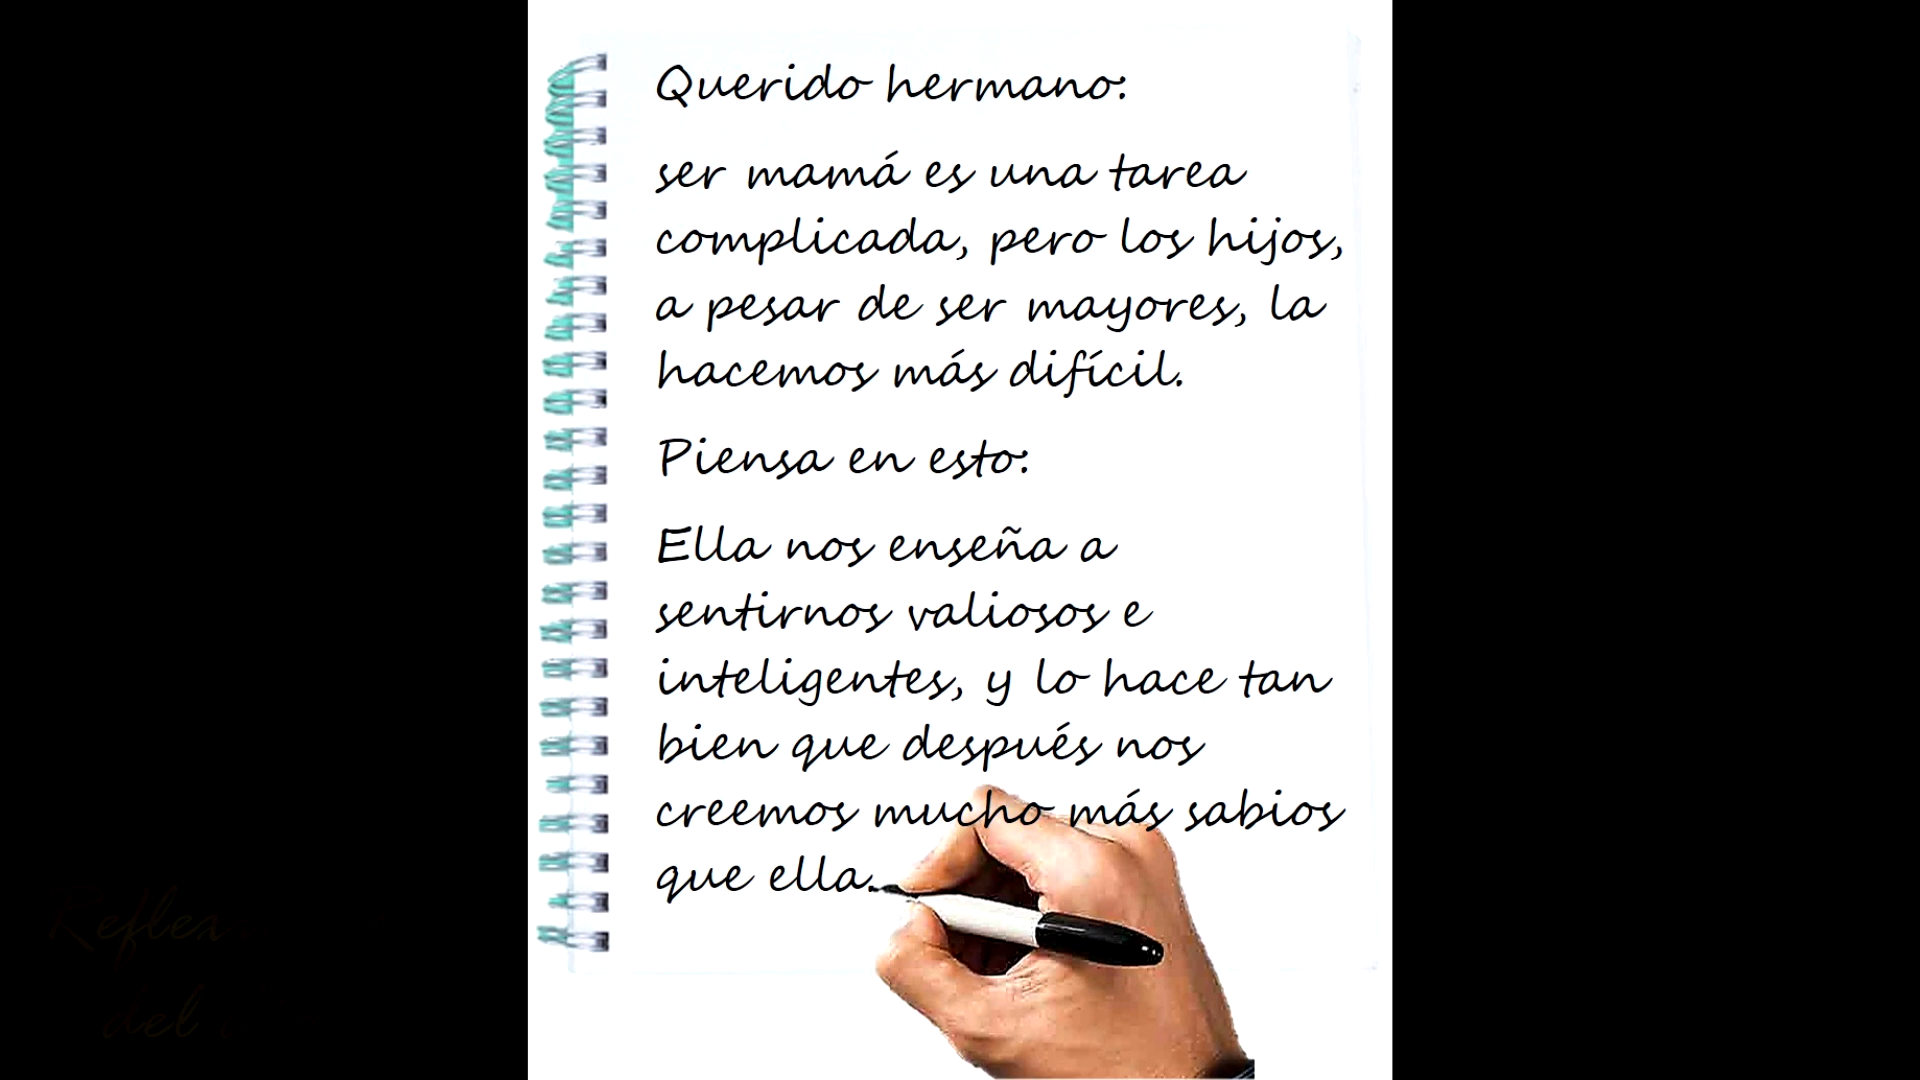 Querido hermano:
ser mamá es una tarea
complicada, pero los hijos,
a pesar de ser mayores, la
hacemos más difícil.
Piensa en esto:
Ella nos enseña a
sentirnos valiosos e
inteligentes, y lo hace tan
bien que después nos
creemos mucho más sabios
que ella.
del